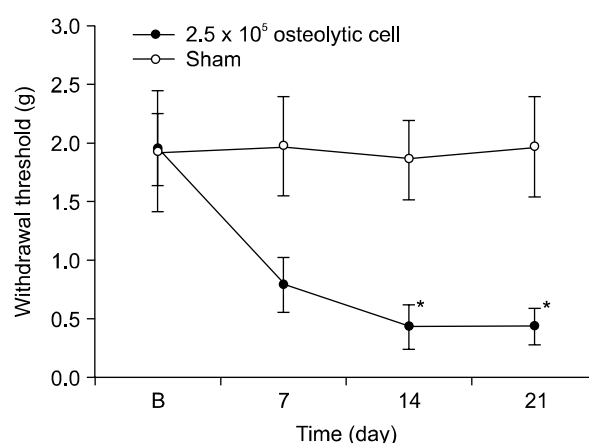 2.5 x 10⁵ osteolytic cell
Sham
Withdrawal threshold (g)
3.0
2.5
2.0
1.5
1.0
0.5
0.0
*
*
B 7 14 21
Time (day)